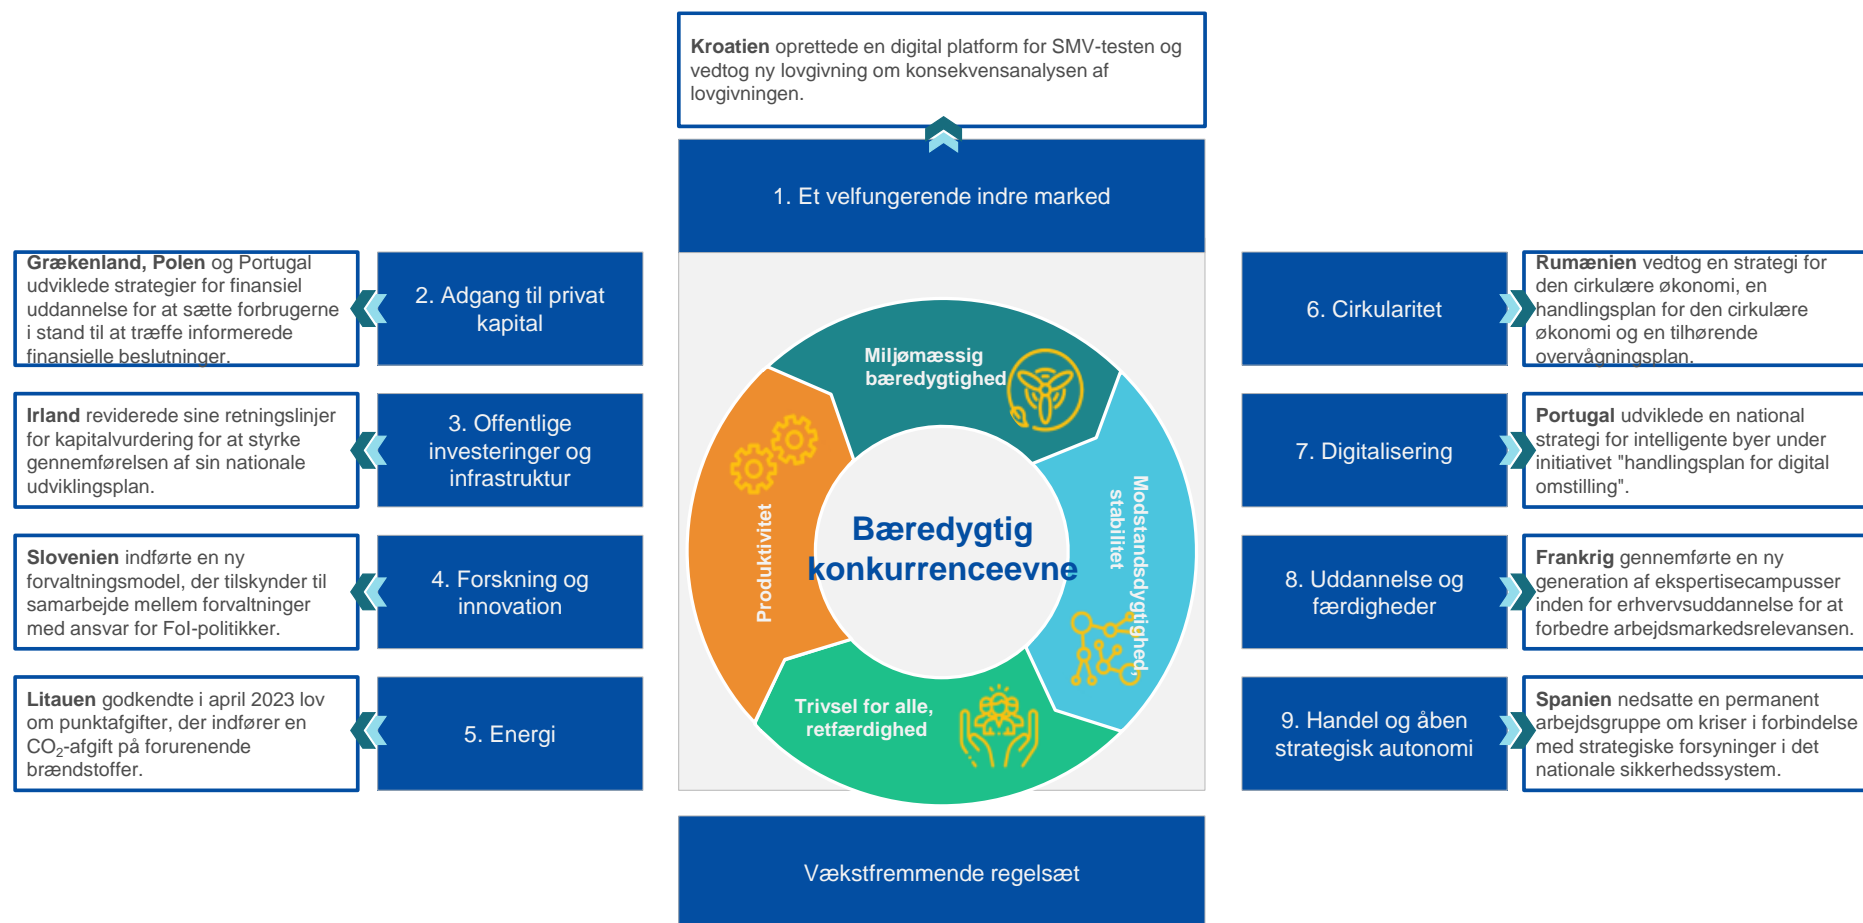 Kroatien oprettede en digital platform for SMV-testen og
vedtog ny lovgivning om konsekvensanalysen af
lovgivningen.
1. Et velfungerende indre marked
Grækenland, Polen og Portugal
udviklede strategier for finansiel
uddannelse for at sætte forbrugerne
i stand til at træffe informerede
finansielle beslutninger.
2. Adgang til privat
kapital
Irland reviderede sine retningslinjer
for kapitalvurdering for at styrke
gennemførelsen af sin nationale
udviklingsplan.
3. Offentlige
investeringer og
infrastruktur
Slovenien indførte en ny
forvaltningsmodel, der tilskynder til
samarbejde mellem forvaltninger
med ansvar for FoI-politikker.
4. Forskning og
innovation
Litauen godkendte i april 2023 lov
om punktafgifter, der indfører en
CO₂-afgift på forurenende
brændstoffer.
5. Energi
Miljømæssig
bæredygtighed
Produktivitet
Bæredygtig
konkurrenceevne
Modstandsdygtighed,
stabilitet
Trivsel for alle,
retfærdighed
6. Cirkularitet
Rumænien vedtog en strategi for
den cirkulære økonomi, en
handlingsplan for den cirkulære
økonomi og en tilhørende
overvågningsplan.
7. Digitalisering
Portugal udviklede en national
strategi for intelligente byer under
initiativet "handlingsplan for digital
omstilling".
8. Uddannelse og
færdigheder
Frankrig gennemførte en ny
generation af ekspertisecampusser
inden for erhvervsuddannelse for at
forbedre arbejdsmarkedsrelevansen.
9. Handel og åben
strategisk autonomi
Spanien nedsatte en permanent
arbejdsgruppe om kriser i forbindelse
med strategiske forsyninger i det
nationale sikkerhedssystem.
Vækstfremmende regelsæt